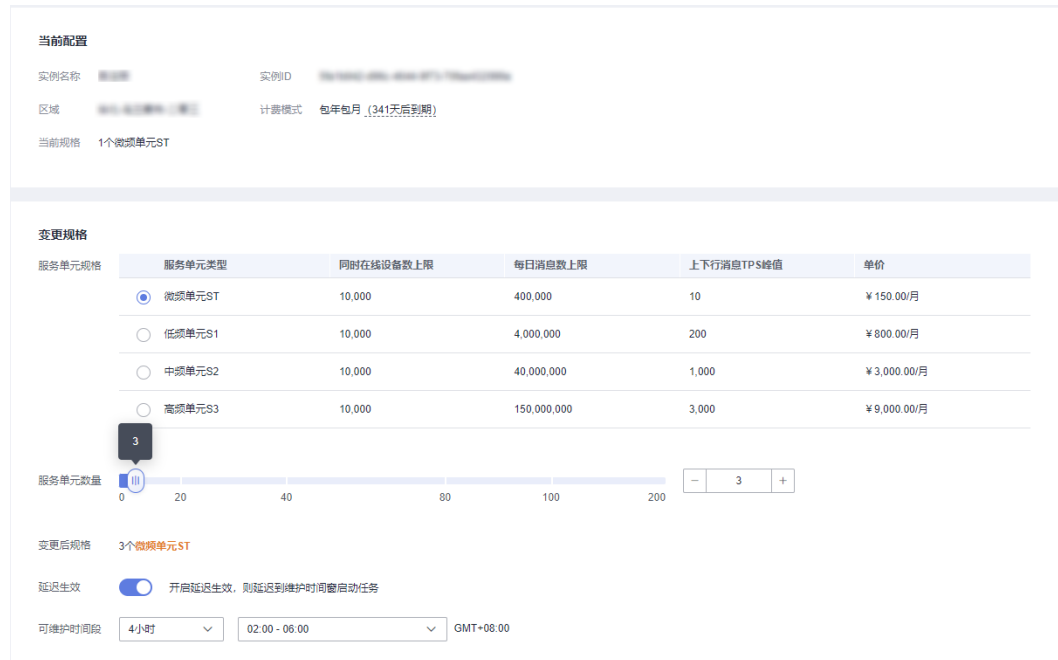 当前配置
实例名称 实例ID
区域 计费模式 包年包月 (341天后到期)
当前规格 1个微频单元ST
变更规格
服务单元规格 服务单元类型 同时在线设备数上限 每日消息数上限 上下行消息TPS峰值 单价
微频单元ST 10,000 400,000 10 ¥150.00/月
低频单元S1 10,000 4,000,000 200 ¥800.00/月
中频单元S2 10,000 40,000,000 1,000 ¥3,000.00/月
高频单元S3 10,000 150,000,000 3,000 ¥9,000.00/月
3
服务单元数量 3
0 20 40 80 100 200
变更后规格 3个微频单元ST
延迟生效 开启延迟生效，则延迟到维护时间窗启动任务
可维护时间段 4小时 02:00 - 06:00 GMT+08:00